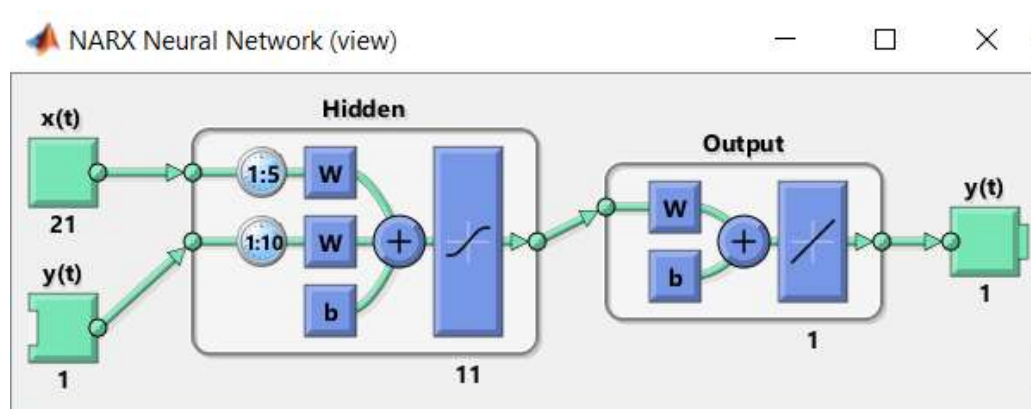 NARX Neural Network (view)
Hidden
x(t)
21
1:5
W
y(t)
1
1:10
W
b
11
Output
W
b
1
y(t)
1